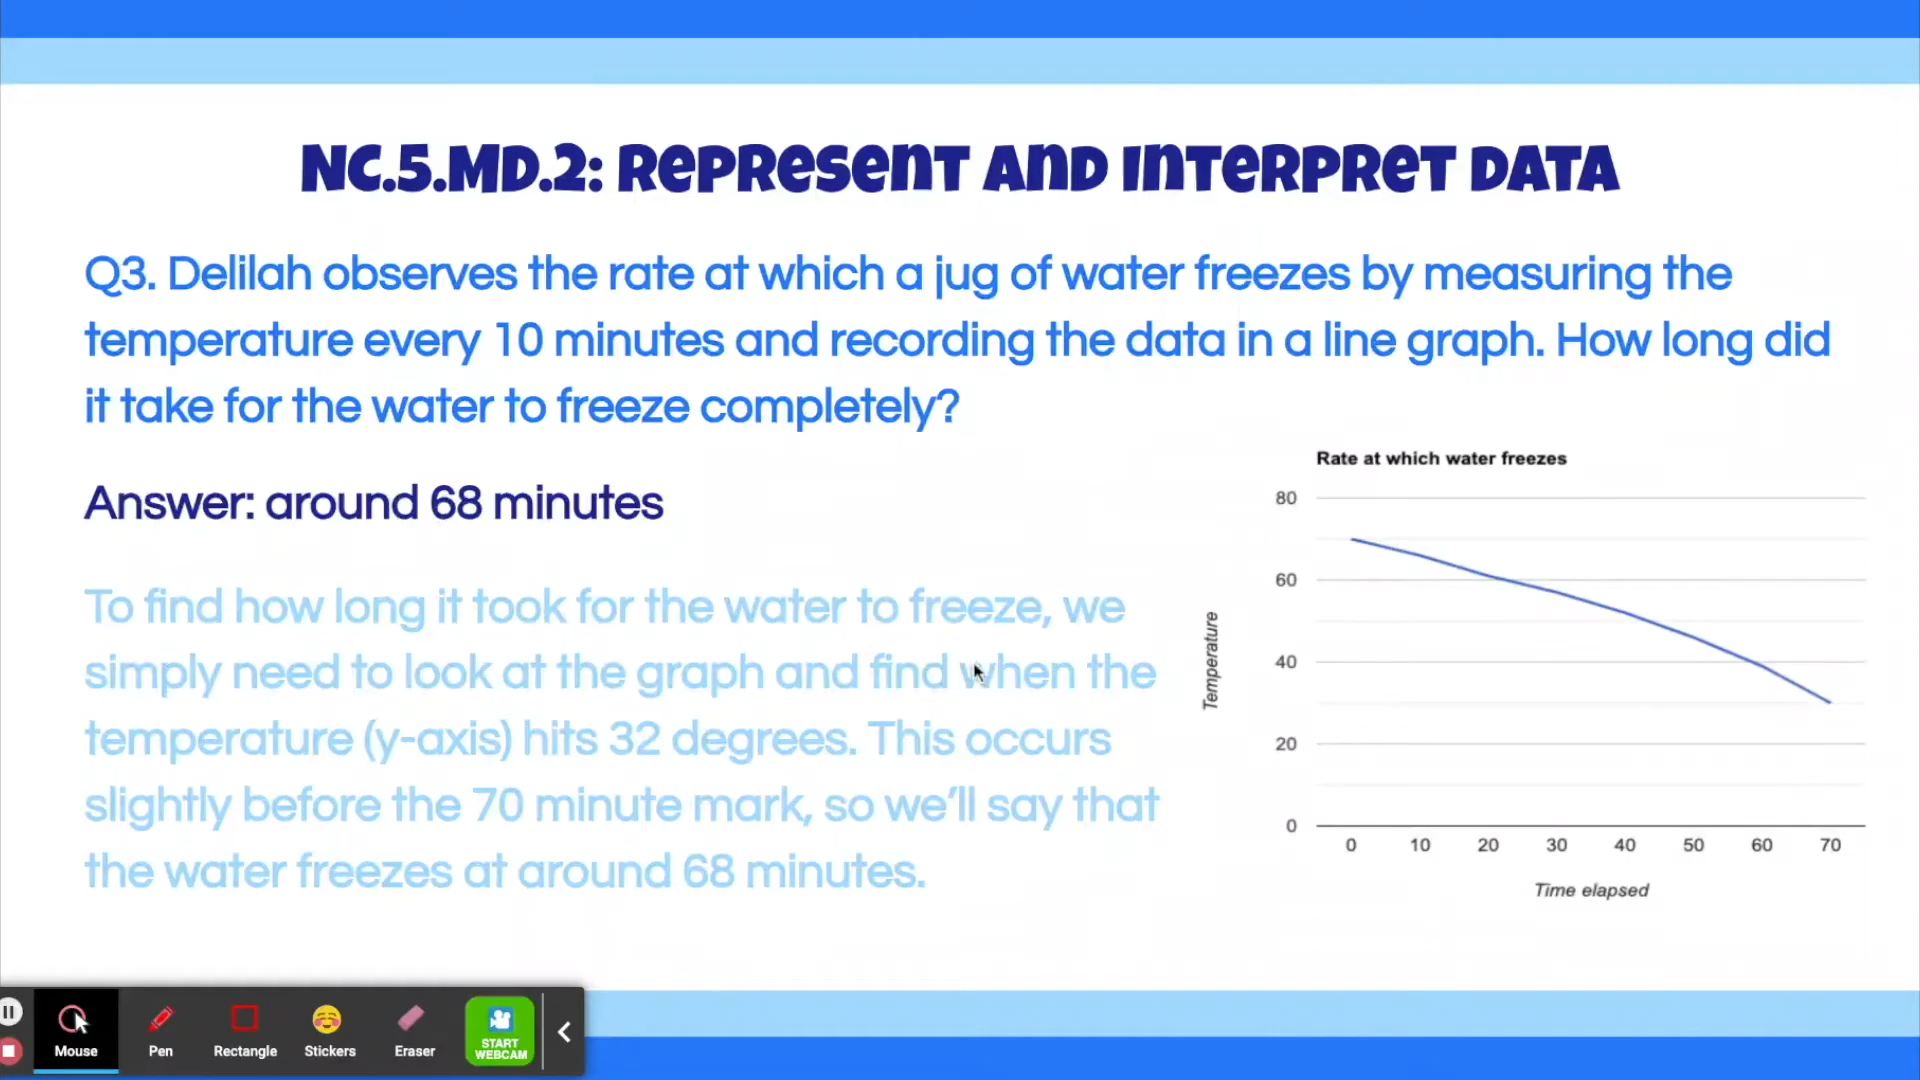 NC.5.MD.2: Represent and Interpret Data
Q3. Delilah observes the rate at which a jug of water freezes by measuring the
temperature every 10 minutes and recording the data in a line graph. How long did
it take for the water to freeze completely?
Answer: around 68 minutes
To find how long it took for the water to freeze, we
simply need to look at the graph and find when the
temperature (y-axis) hits 32 degrees. This occurs
slightly before the 70 minute mark, so we'll say that
the water freezes at around 68 minutes.
Rate at which water freezes
80
60
40
20
0
Temperature
0 10 20 30 40 50 60 70
Time elapsed
Mouse
Pen
Rectangle
Stickers
Eraser
START
WEBCAM